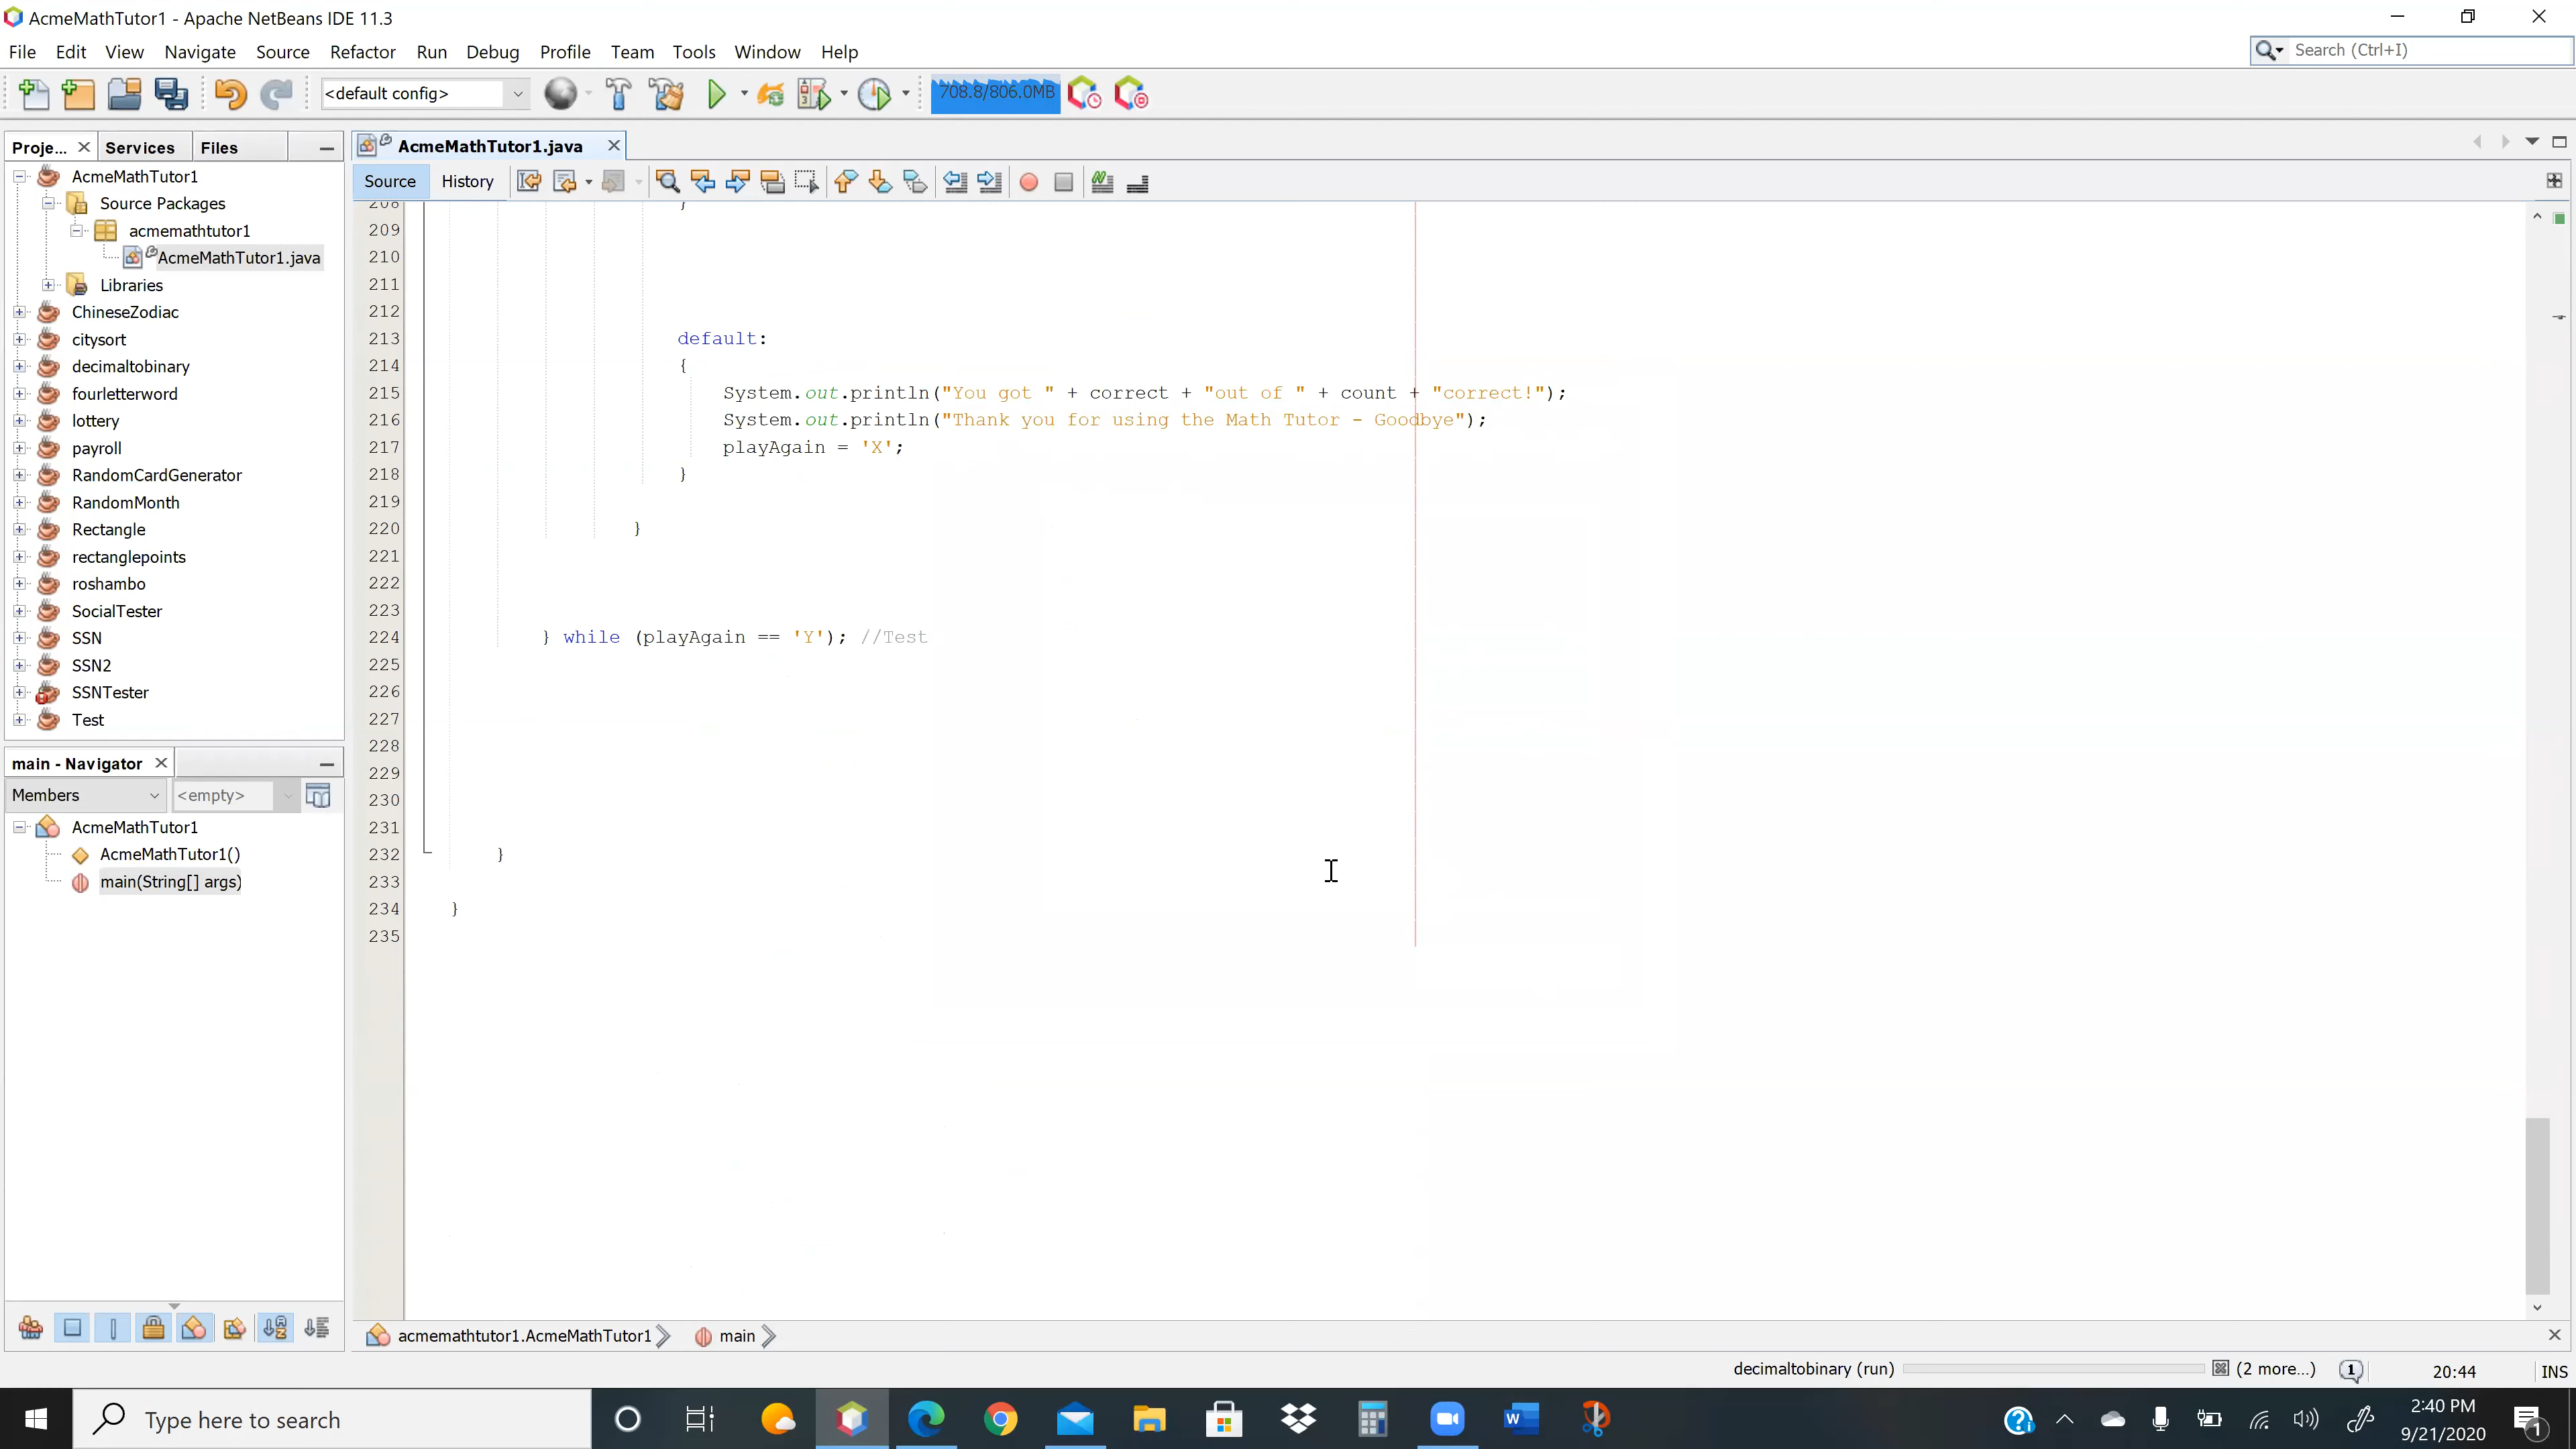 AcmeMathTutor1 - Apache NetBeans IDE 11.3
File Edit View Navigate Source Refactor Run Debug Profile Team Tools Window Help
Search (Ctrl+I)
<default config>
708.8/806.0MB
Proje... Services Files
AcmeMathTutor1.java
AcmeMathTutor1
Source Packages
acmemathtutor1
AcmeMathTutor1.java
Libraries
ChineseZodiac
citysort
decimaltobinary
fourletterword
lottery
payroll
RandomCardGenerator
RandomMonth
Rectangle
rectanglepoints
roshambo
SocialTester
SSN
SSN2
SSNTester
Test
main - Navigator
Members <empty>
AcmeMathTutor1
AcmeMathTutor1()
main(String[] args)
Source History
208 }
209
210
211
212
213 default:
214 {
215 System.out.println("You got " + correct + "out of " + count + "correct!");
216 System.out.println("Thank you for using the Math Tutor - Goodbye");
217 playAgain = 'X';
218 }
219
220 }
221
222
223
224 } while (playAgain == 'Y'); //Test
225
226
227
228
229
230
231
232 }
233
234 }
235
acmemathtutor1.AcmeMathTutor1 main
decimaltobinary (run) (2 more...) 1 20:44 INS
Type here to search
2:40 PM
9/21/2020
1